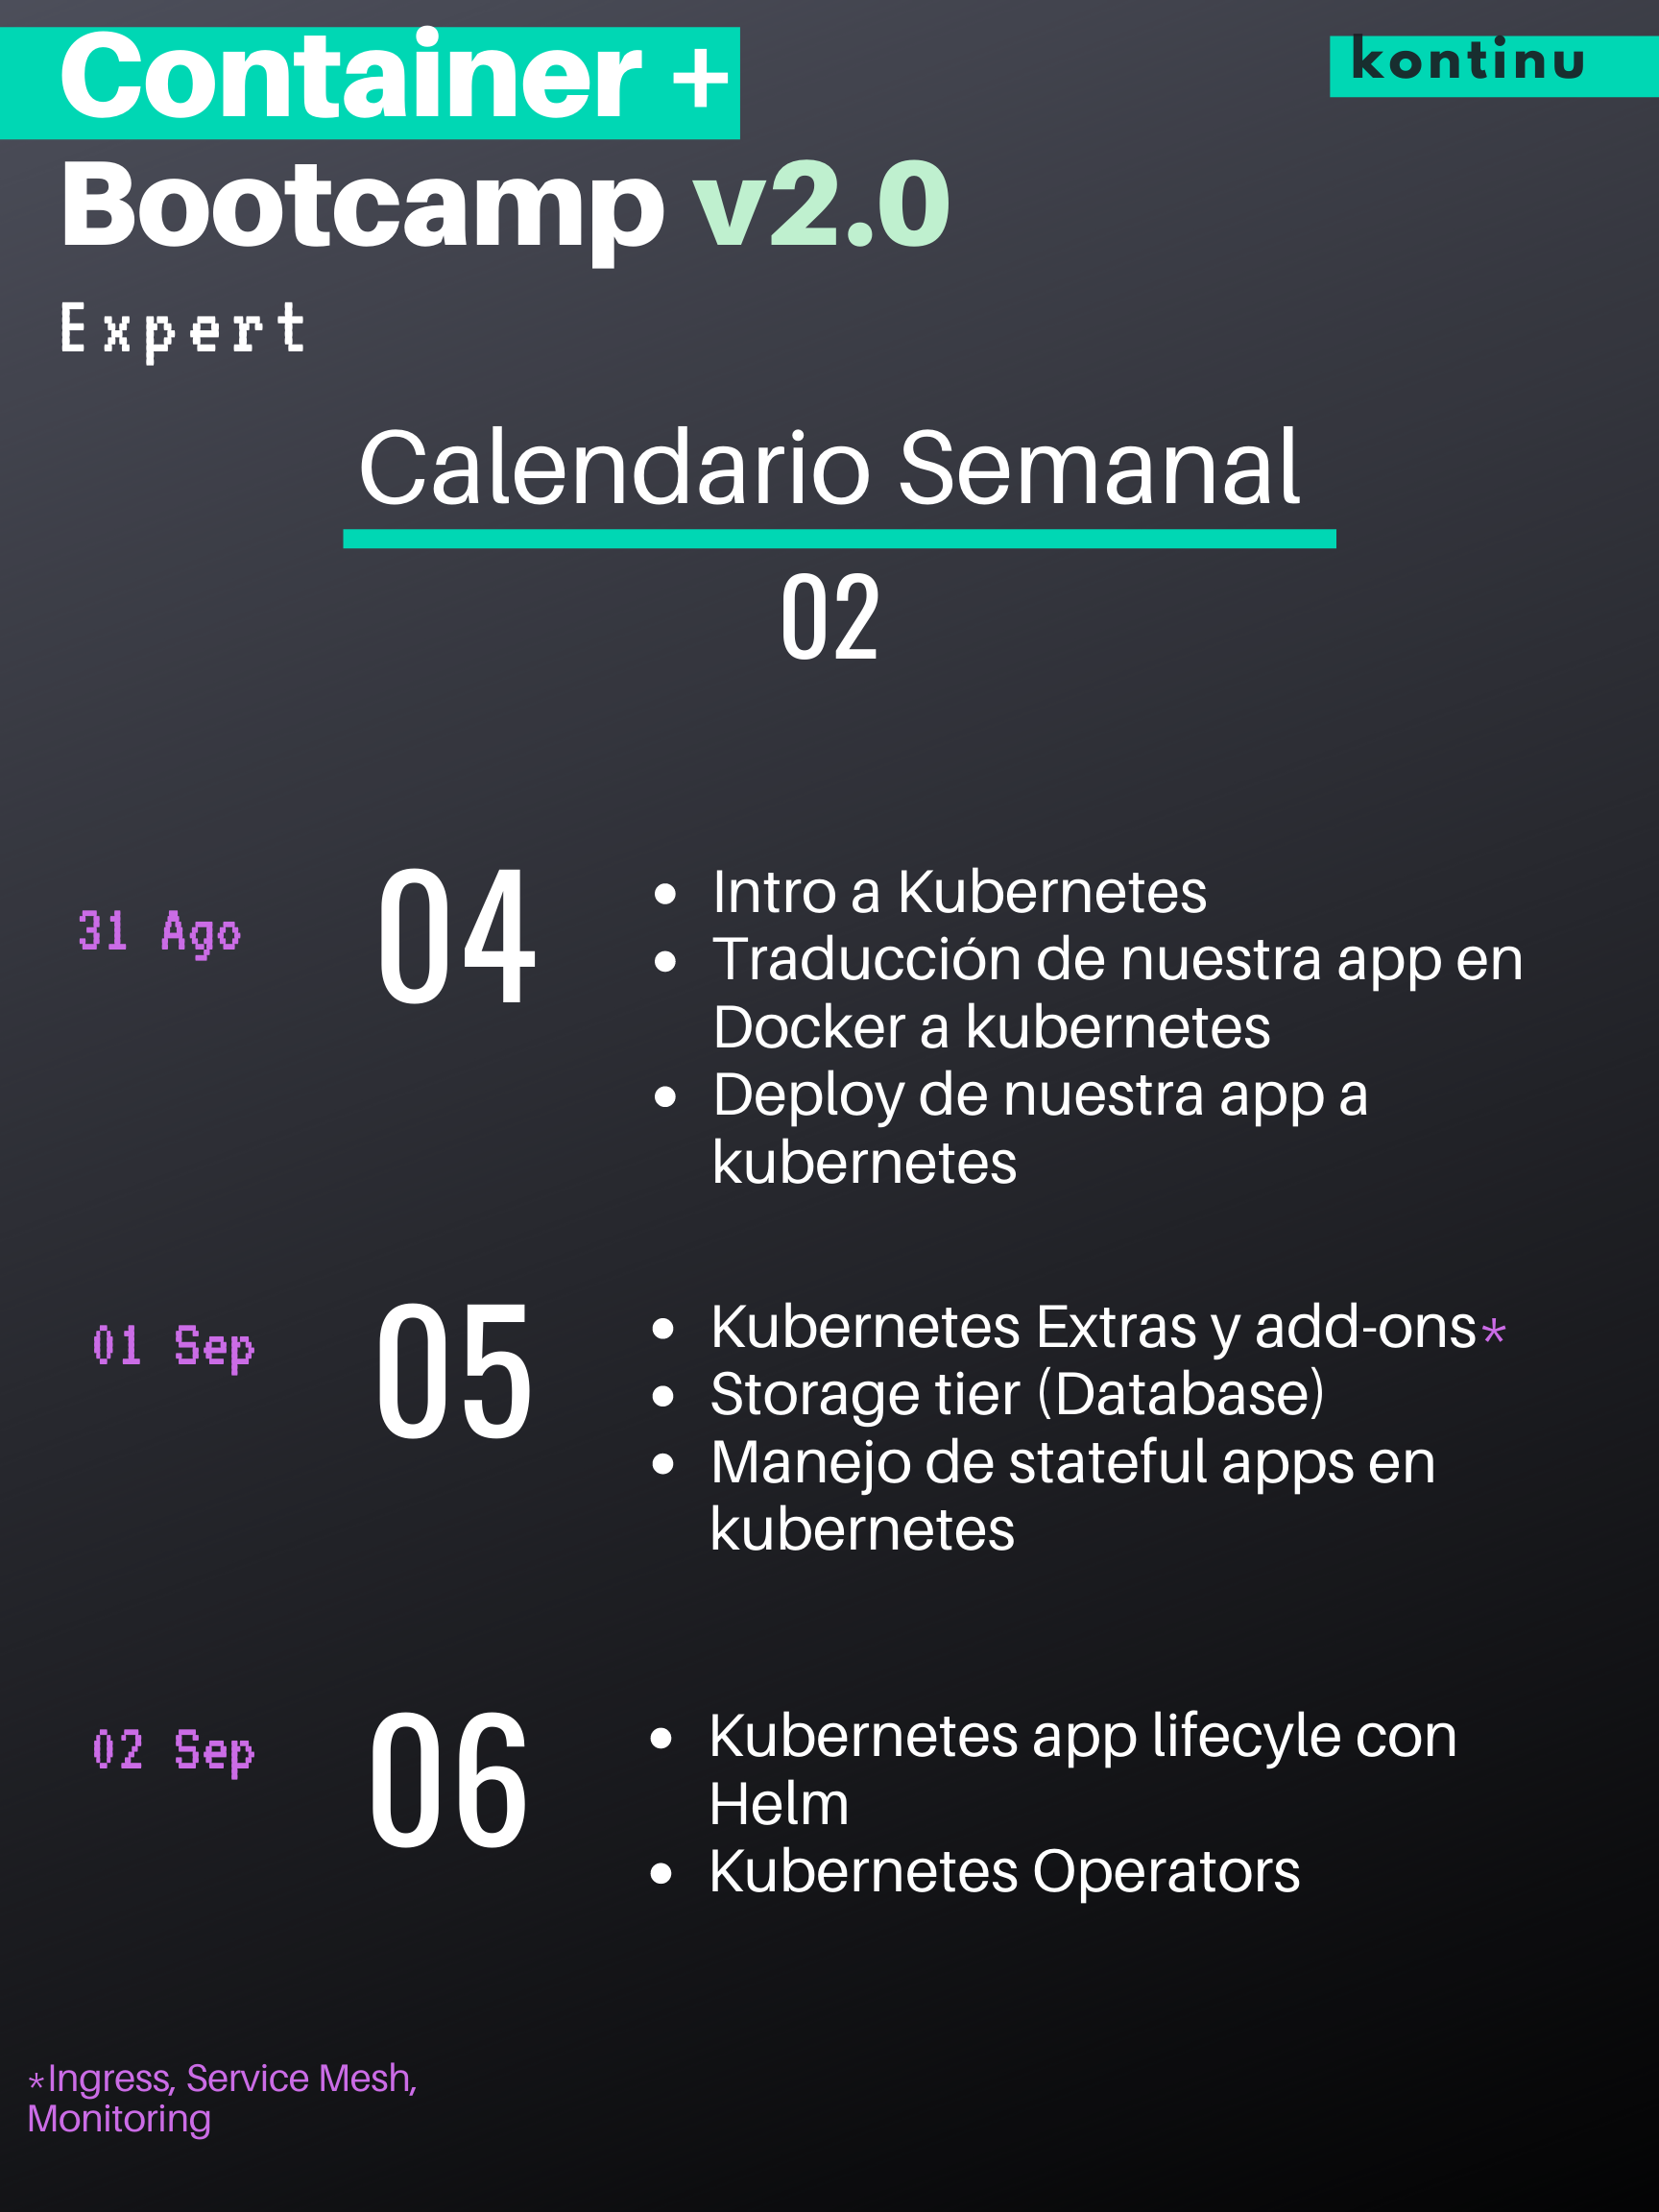 Container +
kontinu
Bootcamp v2.0
Expert
Calendario Semanal
02
31 Ago
04
• Intro a Kubernetes
• Traducción de nuestra app en
Docker a kubernetes
• Deploy de nuestra app a
kubernetes
01 Sep
05
• Kubernetes Extras y add-ons*
• Storage tier (Database)
• Manejo de stateful apps en
kubernetes
02 Sep
06
• Kubernetes app lifecyle con
Helm
• Kubernetes Operators
*Ingress, Service Mesh,
Monitoring